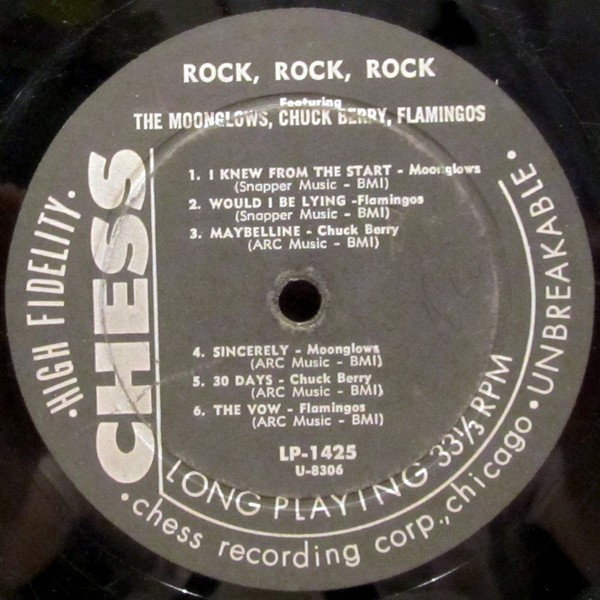 ROCK, ROCK, ROCK
Featuring
THE MOONGLOWS, CHUCK BERRY, FLAMINGOS
1. I KNEW FROM THE START - Moonglows
(Snapper Music - BMI)
2. WOULD I BE LYING -Flamingos
(Snapper Music - BMI)
3. MAYBELLINE - Chuck Berry
(ARC Music - BMI)
4. SINCERELY - Moonglows
(ARC Music - BMI)
5. 30 DAYS - Chuck Berry
(ARC Music - BMI)
6. THE VOW - Flamingos
(ARC Music - BMI)
LP-1425
U-8306
CHESS
•HIGH FIDELITY•
LONG PLAYING 33⅓ RPM
•chess recording corp., chicago•UNBREAKABLE•